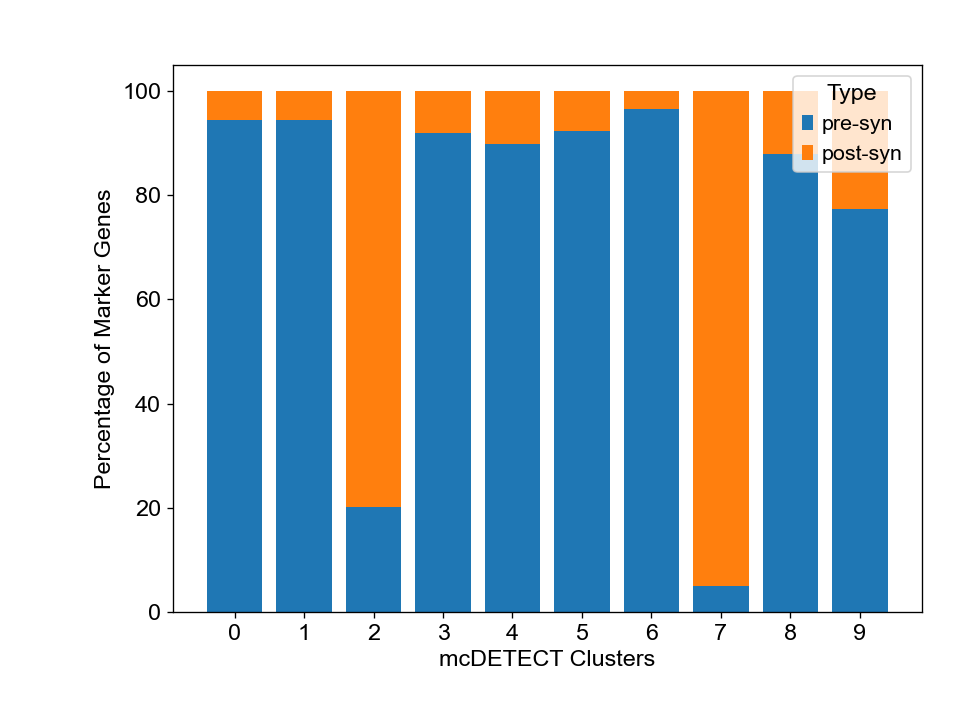 Type
pre-syn
post-syn
100
80
60
40
20
0
Percentage of Marker Genes
0 1 2 3 4 5 6 7 8 9
mcDETECT Clusters